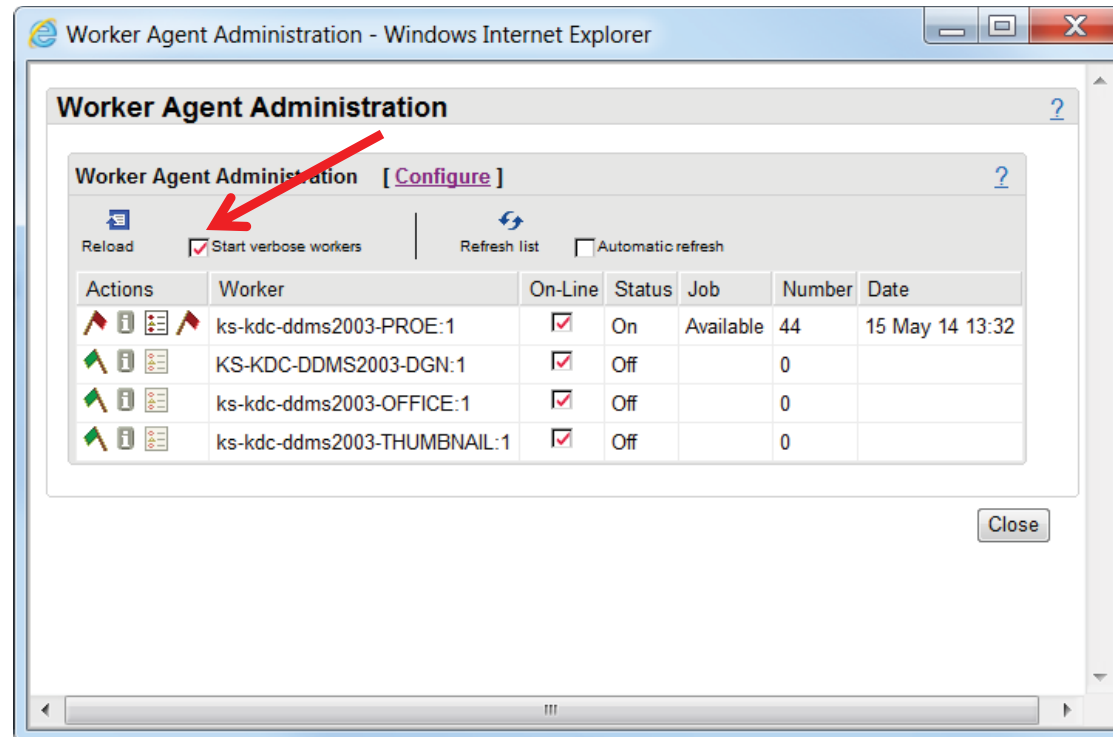 Worker Agent Administration - Windows Internet Explorer
Worker Agent Administration ?
Worker Agent Administration [ Configure ] ?
Reload Start verbose workers Refresh list Automatic refresh
Actions Worker On-Line Status Job Number Date
ks-kdc-ddms2003-PROE:1 On Available 44 15 May 14 13:32
KS-KDC-DDMS2003-DGN:1 Off 0
ks-kdc-ddms2003-OFFICE:1 Off 0
ks-kdc-ddms2003-THUMBNAIL:1 Off 0
Close